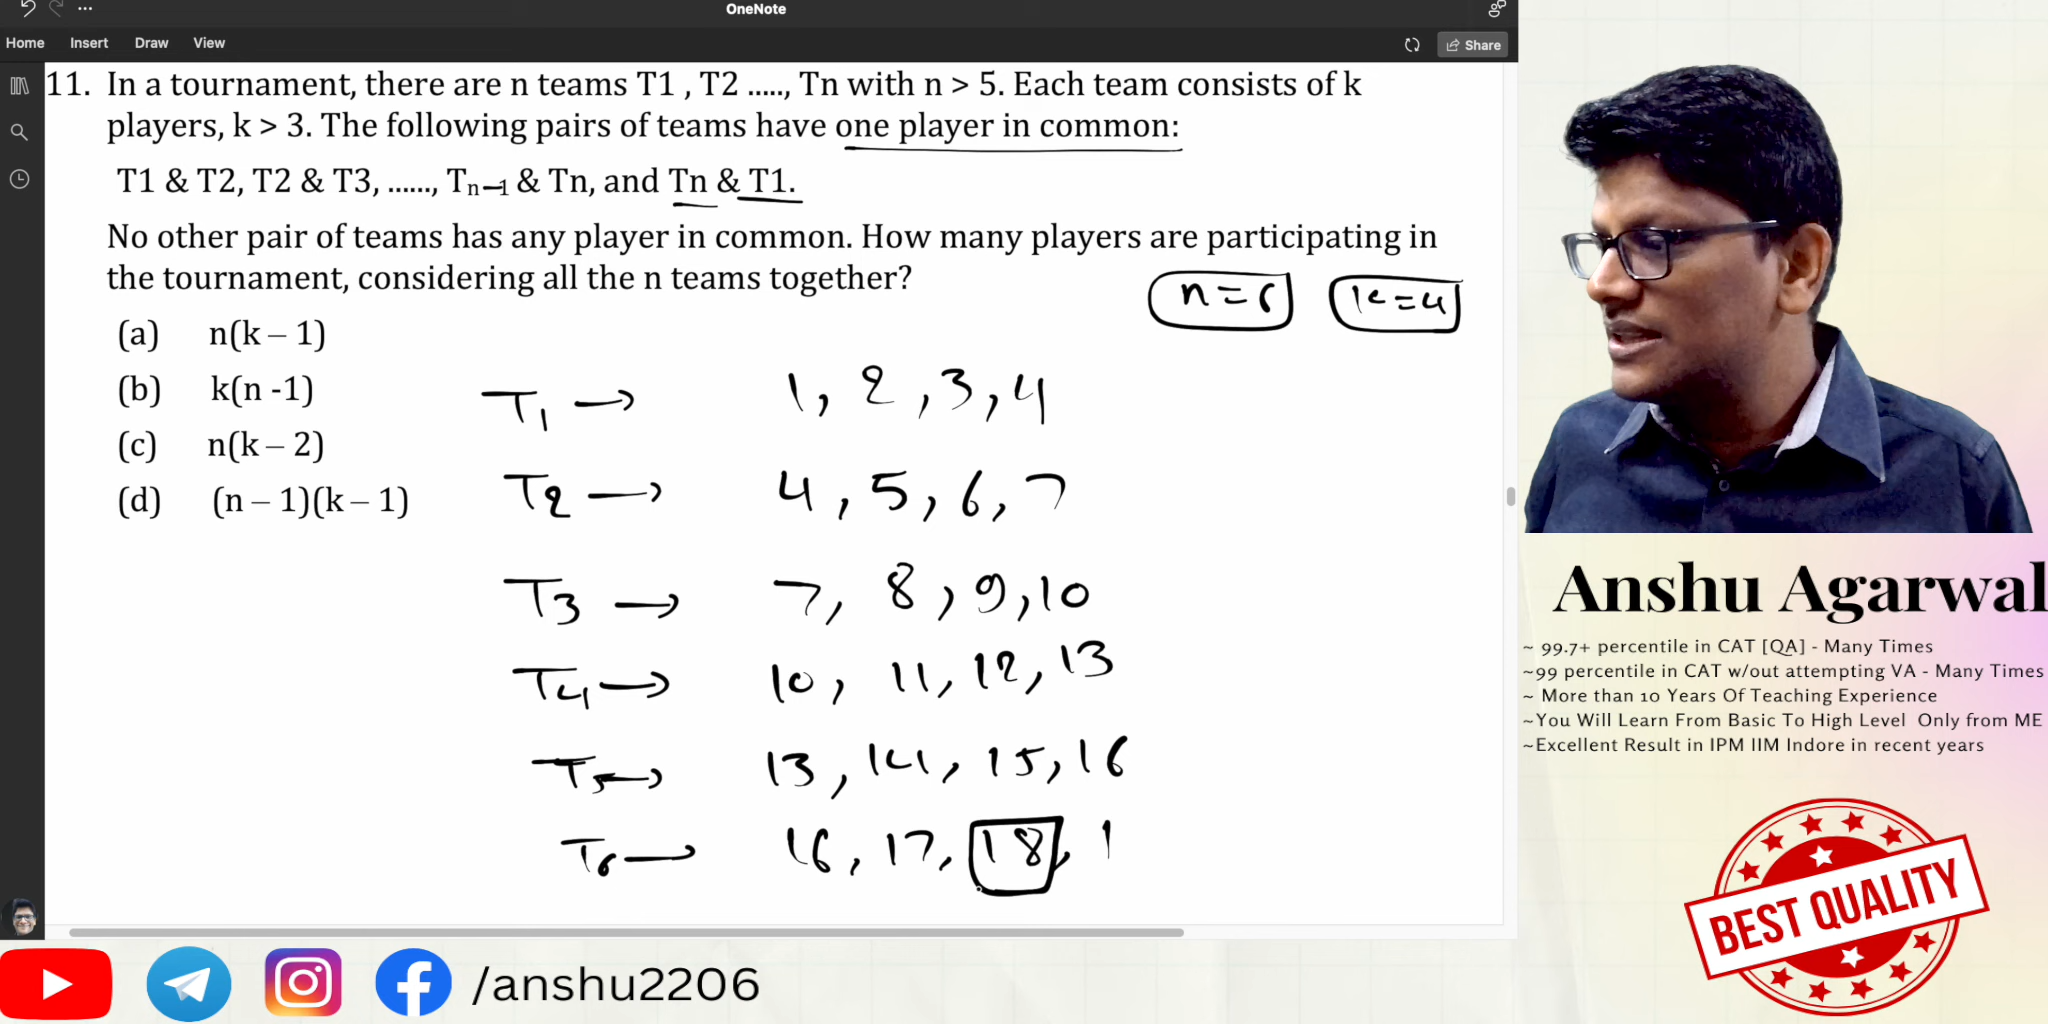 OneNote
Home Insert Draw View Share
11. In a tournament, there are n teams T1 , T2 ....., Tn with n > 5. Each team consists of k
players, k > 3. The following pairs of teams have one player in common:
T1 & T2, T2 & T3, ......, Tn−1 & Tn, and Tn & T1.
No other pair of teams has any player in common. How many players are participating in
the tournament, considering all the n teams together?
n=6 k=4
(a) n(k – 1)
(b) k(n -1)
(c) n(k – 2)
(d) (n – 1)(k – 1)
T1 → 1, 2, 3, 4
T2 → 4, 5, 6, 7
T3 → 7, 8, 9, 10
T4 → 10, 11, 12, 13
T5 → 13, 14, 15, 16
T6 → 16, 17, 18, 1
Anshu Agarwal
~ 99.7+ percentile in CAT [QA] - Many Times
~99 percentile in CAT w/out attempting VA - Many Times
~ More than 10 Years Of Teaching Experience
~You Will Learn From Basic To High Level Only from ME
~Excellent Result in IPM IIM Indore in recent years
BEST QUALITY
/anshu2206